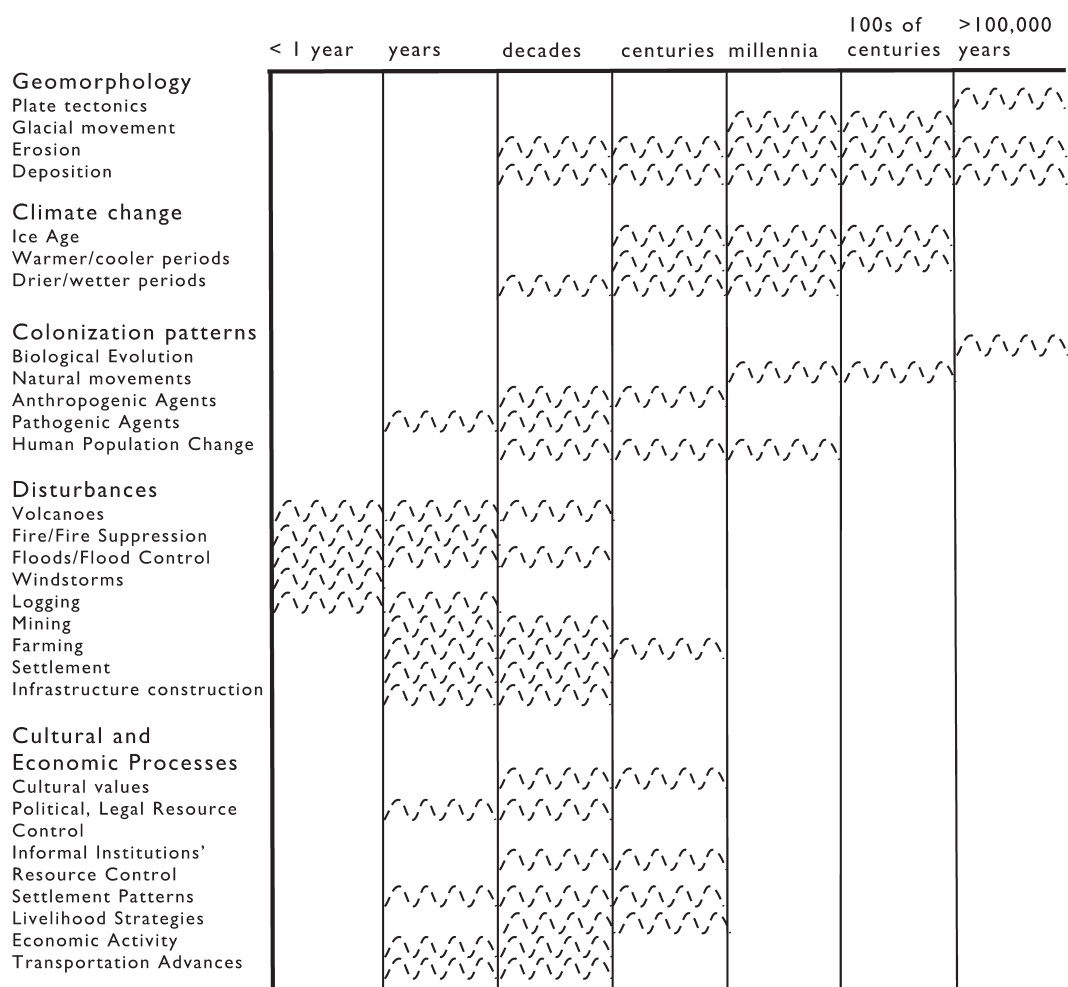 100s of >100,000
< 1 year years decades centuries millennia centuries years
Geomorphology
Plate tectonics
Glacial movement
Erosion
Deposition
Climate change
Ice Age
Warmer/cooler periods
Drier/wetter periods
Colonization patterns
Biological Evolution
Natural movements
Anthropogenic Agents
Pathogenic Agents
Human Population Change
Disturbances
Volcanoes
Fire/Fire Suppression
Floods/Flood Control
Windstorms
Logging
Mining
Farming
Settlement
Infrastructure construction
Cultural and
Economic Processes
Cultural values
Political, Legal Resource
Control
Informal Institutions’
Resource Control
Settlement Patterns
Livelihood Strategies
Economic Activity
Transportation Advances